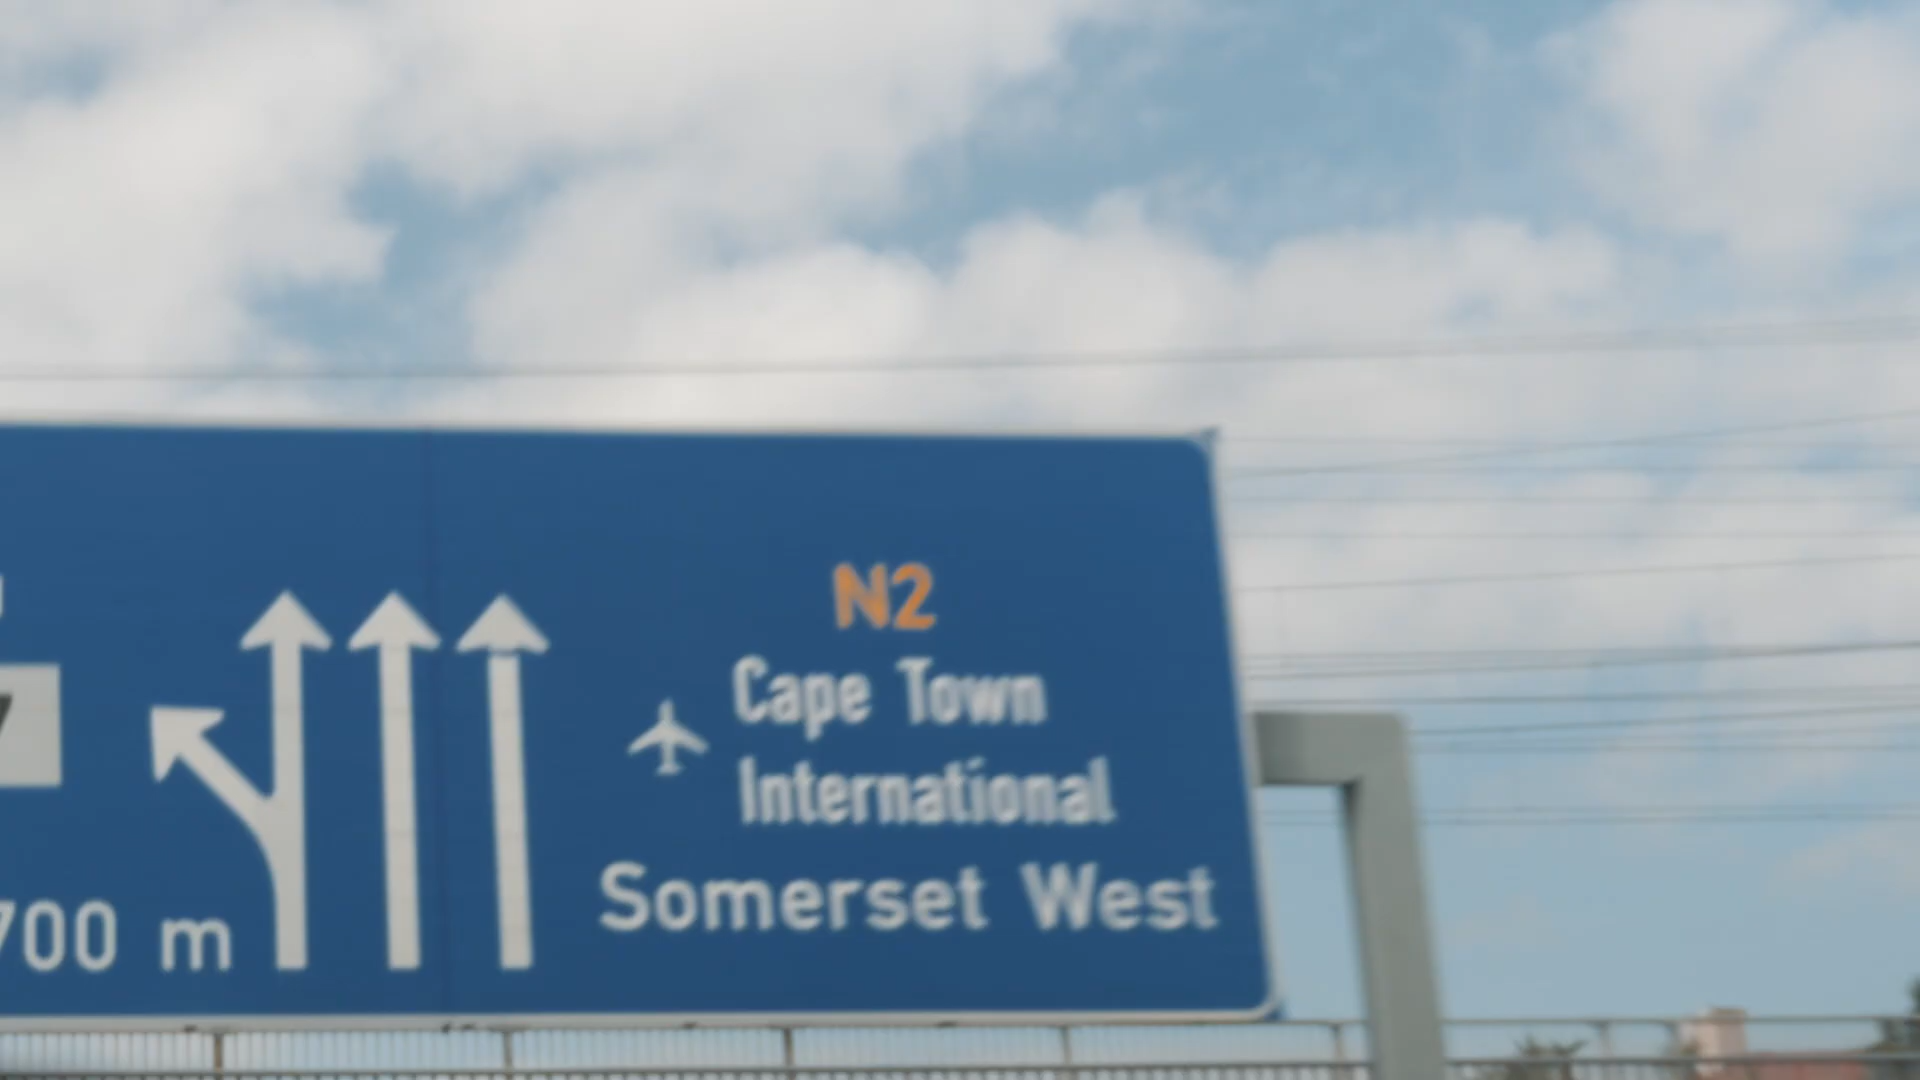 N2
Cape Town
International
Somerset West
700 m